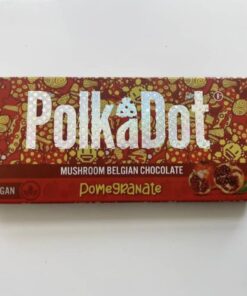 PolkaDot
MUSHROOM BELGIAN CHOCOLATE
GAN
Pomegranate